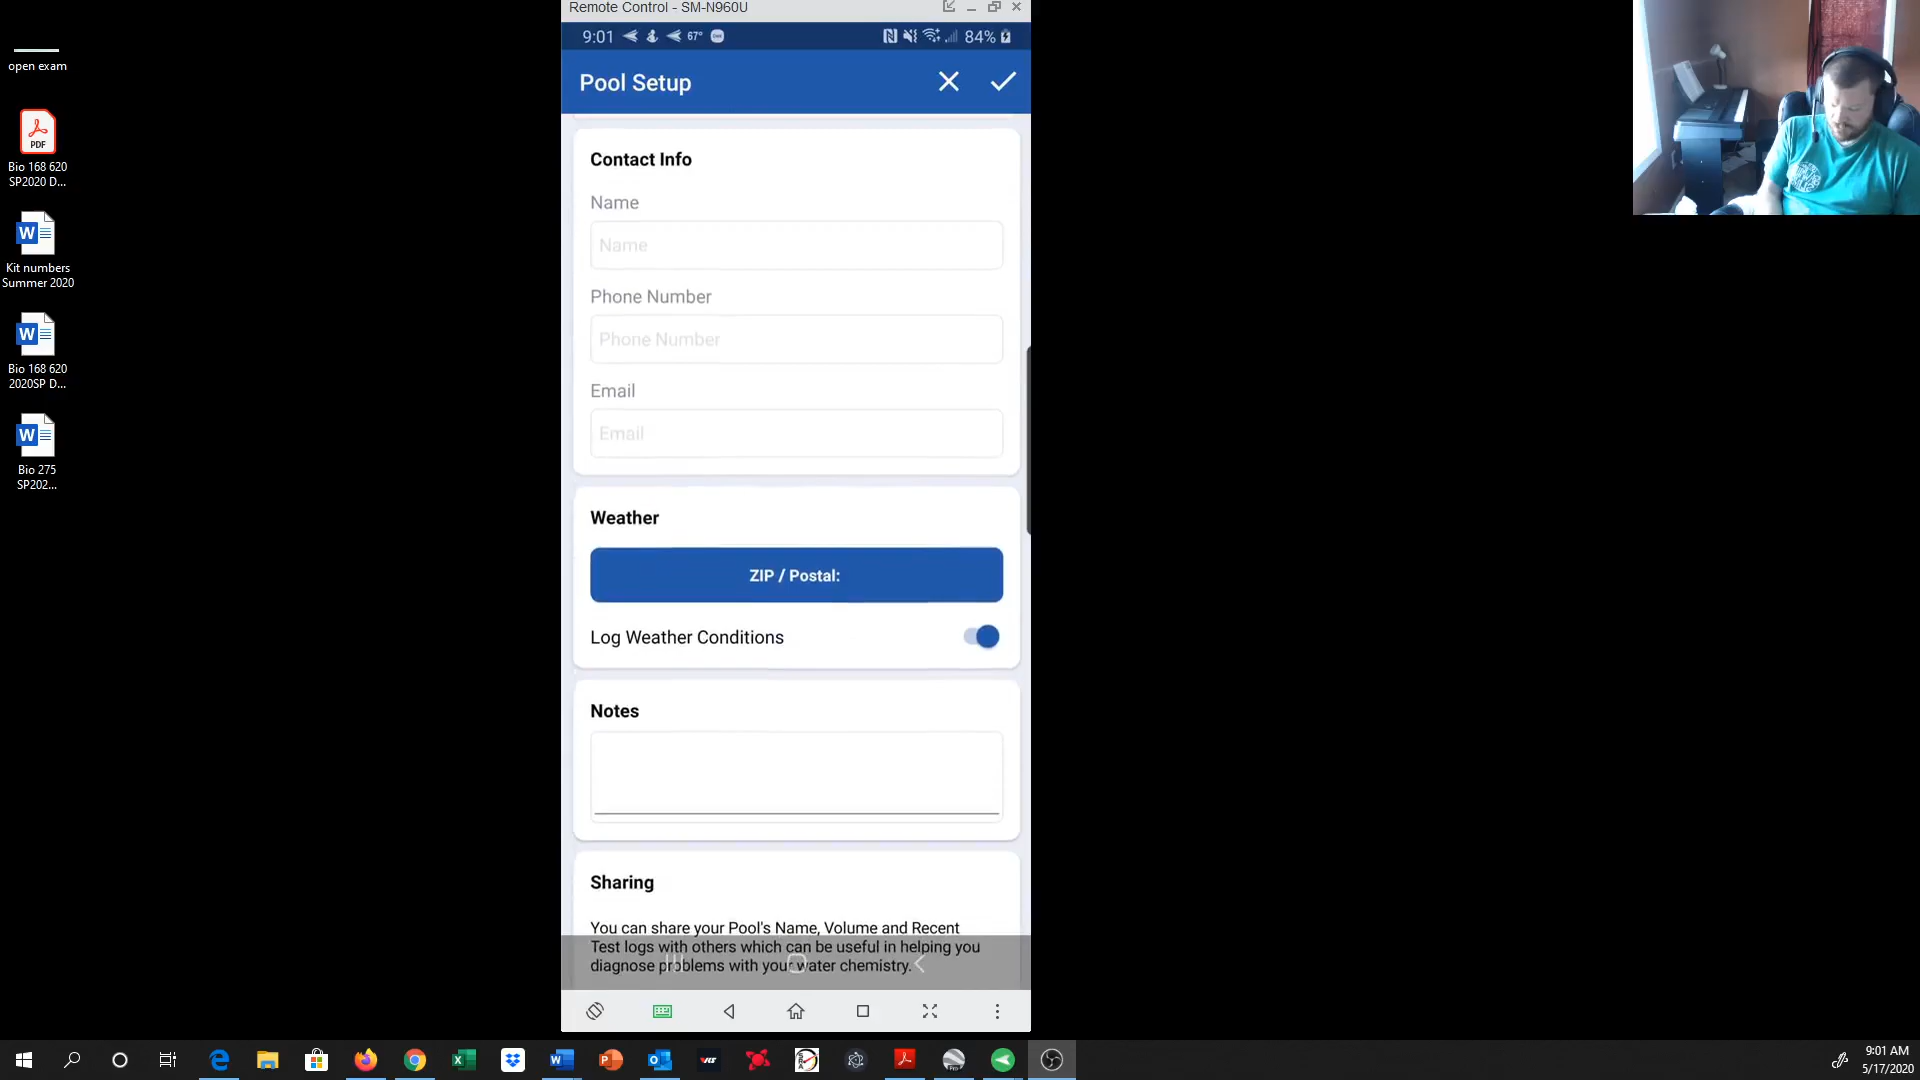 Remote Control - SM-N960U
9:01
67°
84%
Pool Setup
Contact Info
Name
Name
Phone Number
Phone Number
Email
Email
Weather
ZIP / Postal:
Log Weather Conditions
Notes
Sharing
You can share your Pool's Name, Volume and Recent
Test logs with others which can be useful in helping you
diagnose problems with your water chemistry.
open exam
PDF
Bio 168 620
SP2020 D...
W
Kit numbers
Summer 2020
W
Bio 168 620
2020SP D...
W
Bio 275
SP202...
9:01 AM
5/17/2020